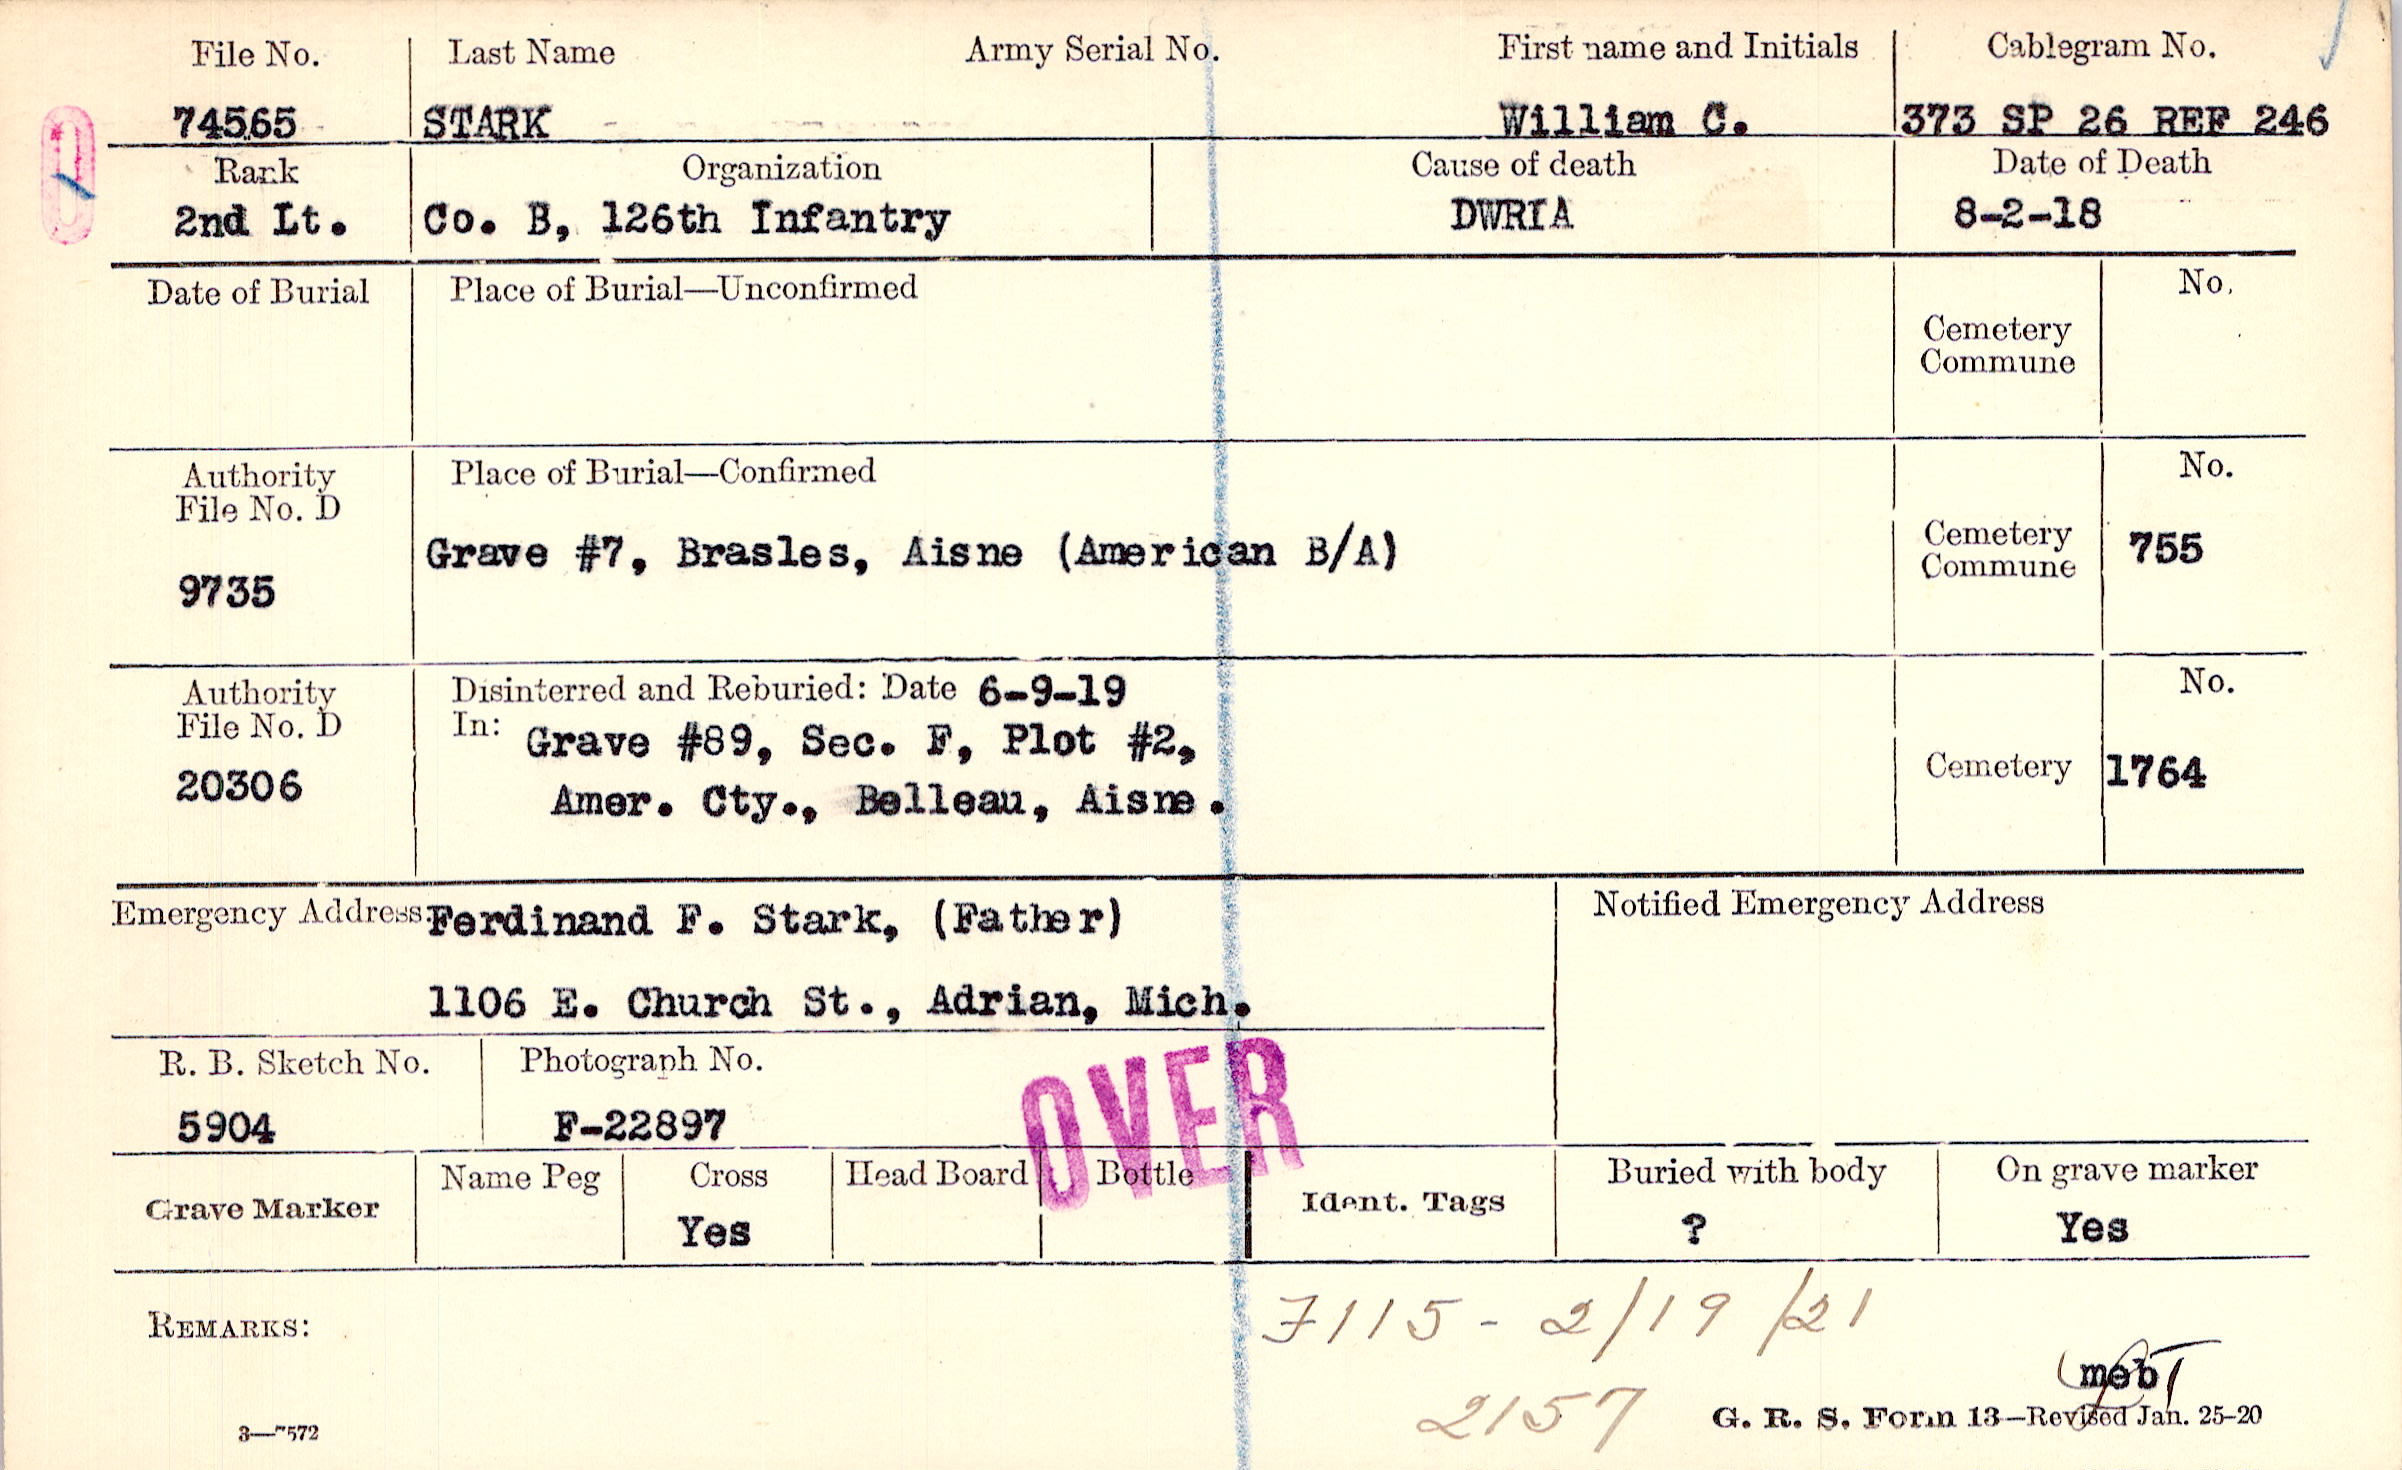 File No. Last Name Army Serial No. First name and Initials Cablegram No.
74565 STARK William C. 373 SP 26 REF 246
Rank Organization Cause of death Date of Death
2nd Lt. Co. B, 126th Infantry DWRIA 8-2-18
Date of Burial Place of Burial—Unconfirmed No.
Cemetery
Commune
Authority Place of Burial—Confirmed No.
File No. D
Grave #7, Brasles, Aisne (American B/A) Cemetery 755
Commune
9735
Authority Disinterred and Reburied: Date 6-9-19 No.
File No. D In: Grave #89, Sec. F, Plot #2,
20306 Amer. Cty., Belleau, Aisne. Cemetery 1764
Emergency Address: Ferdinand F. Stark, (Father) Notified Emergency Address
1106 E. Church St., Adrian, Mich.
R. B. Sketch No. Photograph No.
5904 F-22897
OVER
Grave Marker Name Peg Cross Head Board Bottle Ident. Tags Buried with body On grave marker
Yes ? Yes
REMARKS: 7115 - 2/19/21
meb
2157
3—7572 G. R. S. Form 13—Revised Jan. 25-20